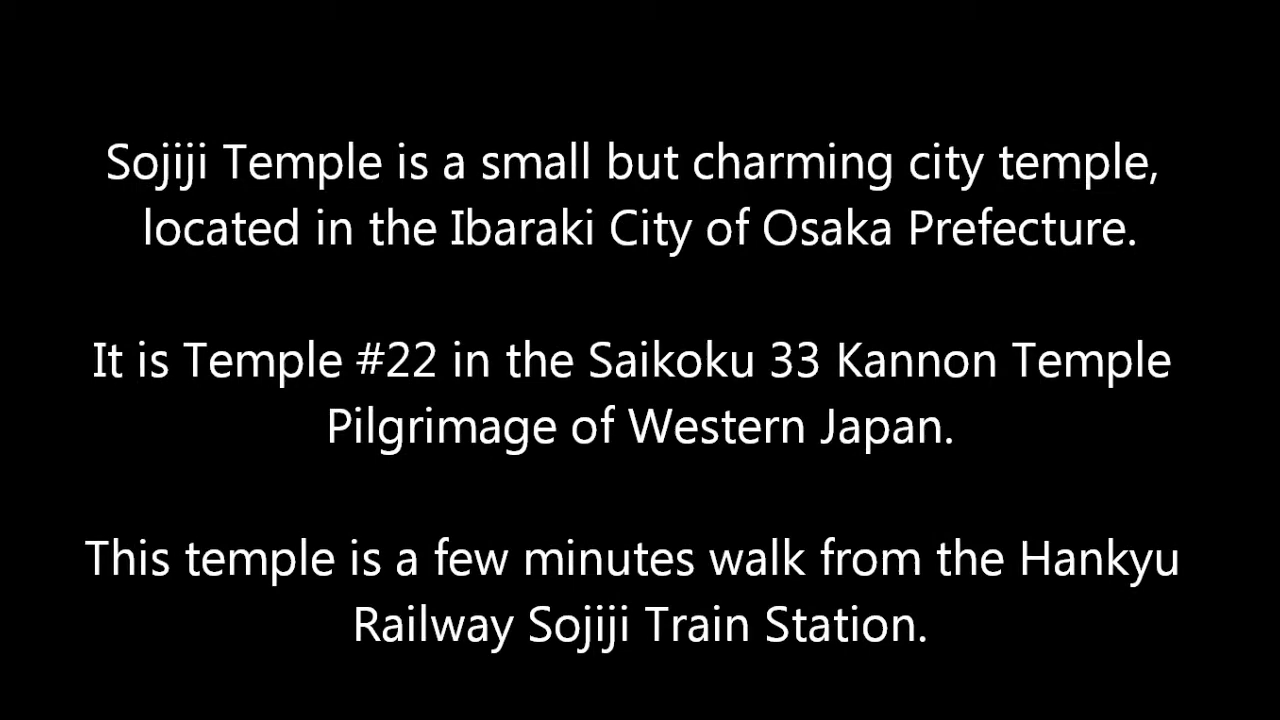 Sojiji Temple is a small but charming city temple,
located in the Ibaraki City of Osaka Prefecture.
It is Temple #22 in the Saikoku 33 Kannon Temple
Pilgrimage of Western Japan.
This temple is a few minutes walk from the Hankyu
Railway Sojiji Train Station.